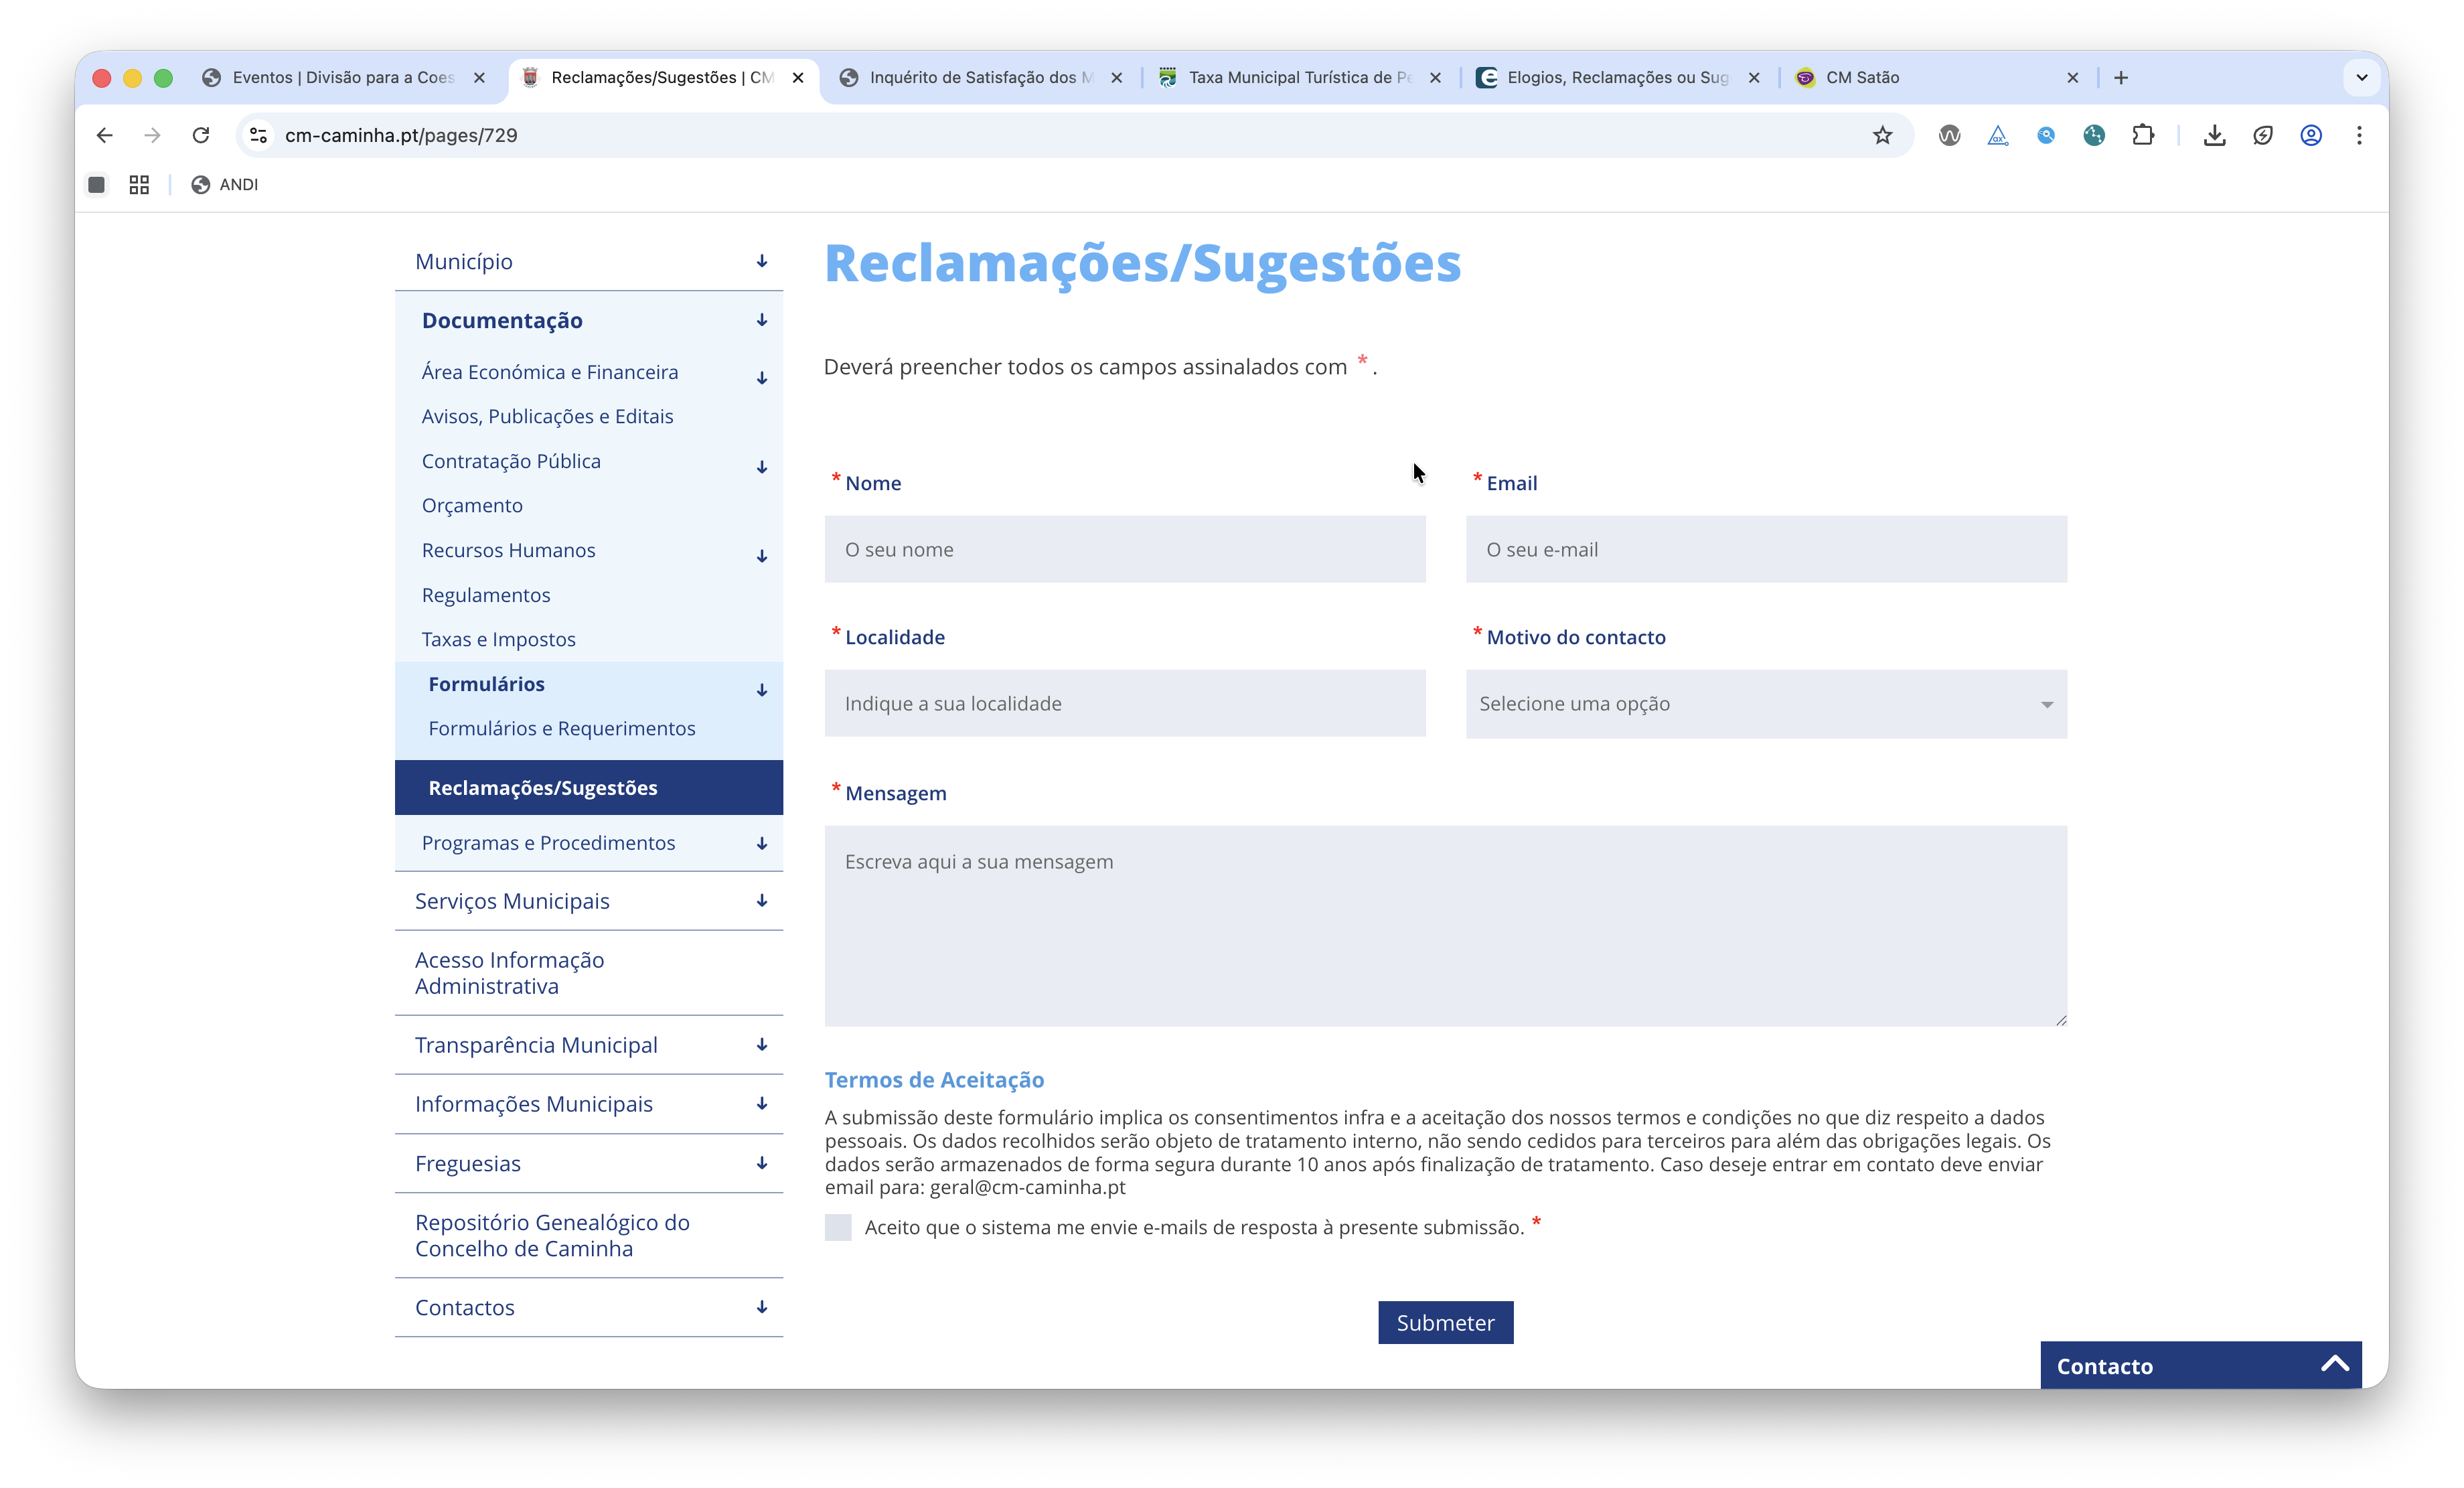 Eventos | Divisão para a Coes
Reclamações/Sugestões | CM
Inquérito de Satisfação dos M
Taxa Municipal Turística de Pe
Elogios, Reclamações ou Sug
CM Satão
cm-caminha.pt/pages/729
ANDI
Município
Documentação
Área Económica e Financeira
Avisos, Publicações e Editais
Contratação Pública
Orçamento
Recursos Humanos
Regulamentos
Taxas e Impostos
Formulários
Formulários e Requerimentos
Reclamações/Sugestões
Programas e Procedimentos
Serviços Municipais
Acesso Informação
Administrativa
Transparência Municipal
Informações Municipais
Freguesias
Repositório Genealógico do
Concelho de Caminha
Contactos
Reclamações/Sugestões
Deverá preencher todos os campos assinalados com * .
* Nome
O seu nome
* Email
O seu e-mail
* Localidade
Indique a sua localidade
* Motivo do contacto
Selecione uma opção
* Mensagem
Escreva aqui a sua mensagem
Termos de Aceitação
A submissão deste formulário implica os consentimentos infra e a aceitação dos nossos termos e condições no que diz respeito a dados
pessoais. Os dados recolhidos serão objeto de tratamento interno, não sendo cedidos para terceiros para além das obrigações legais. Os
dados serão armazenados de forma segura durante 10 anos após finalização de tratamento. Caso deseje entrar em contato deve enviar
email para: geral@cm-caminha.pt
Aceito que o sistema me envie e-mails de resposta à presente submissão. *
Submeter
Contacto